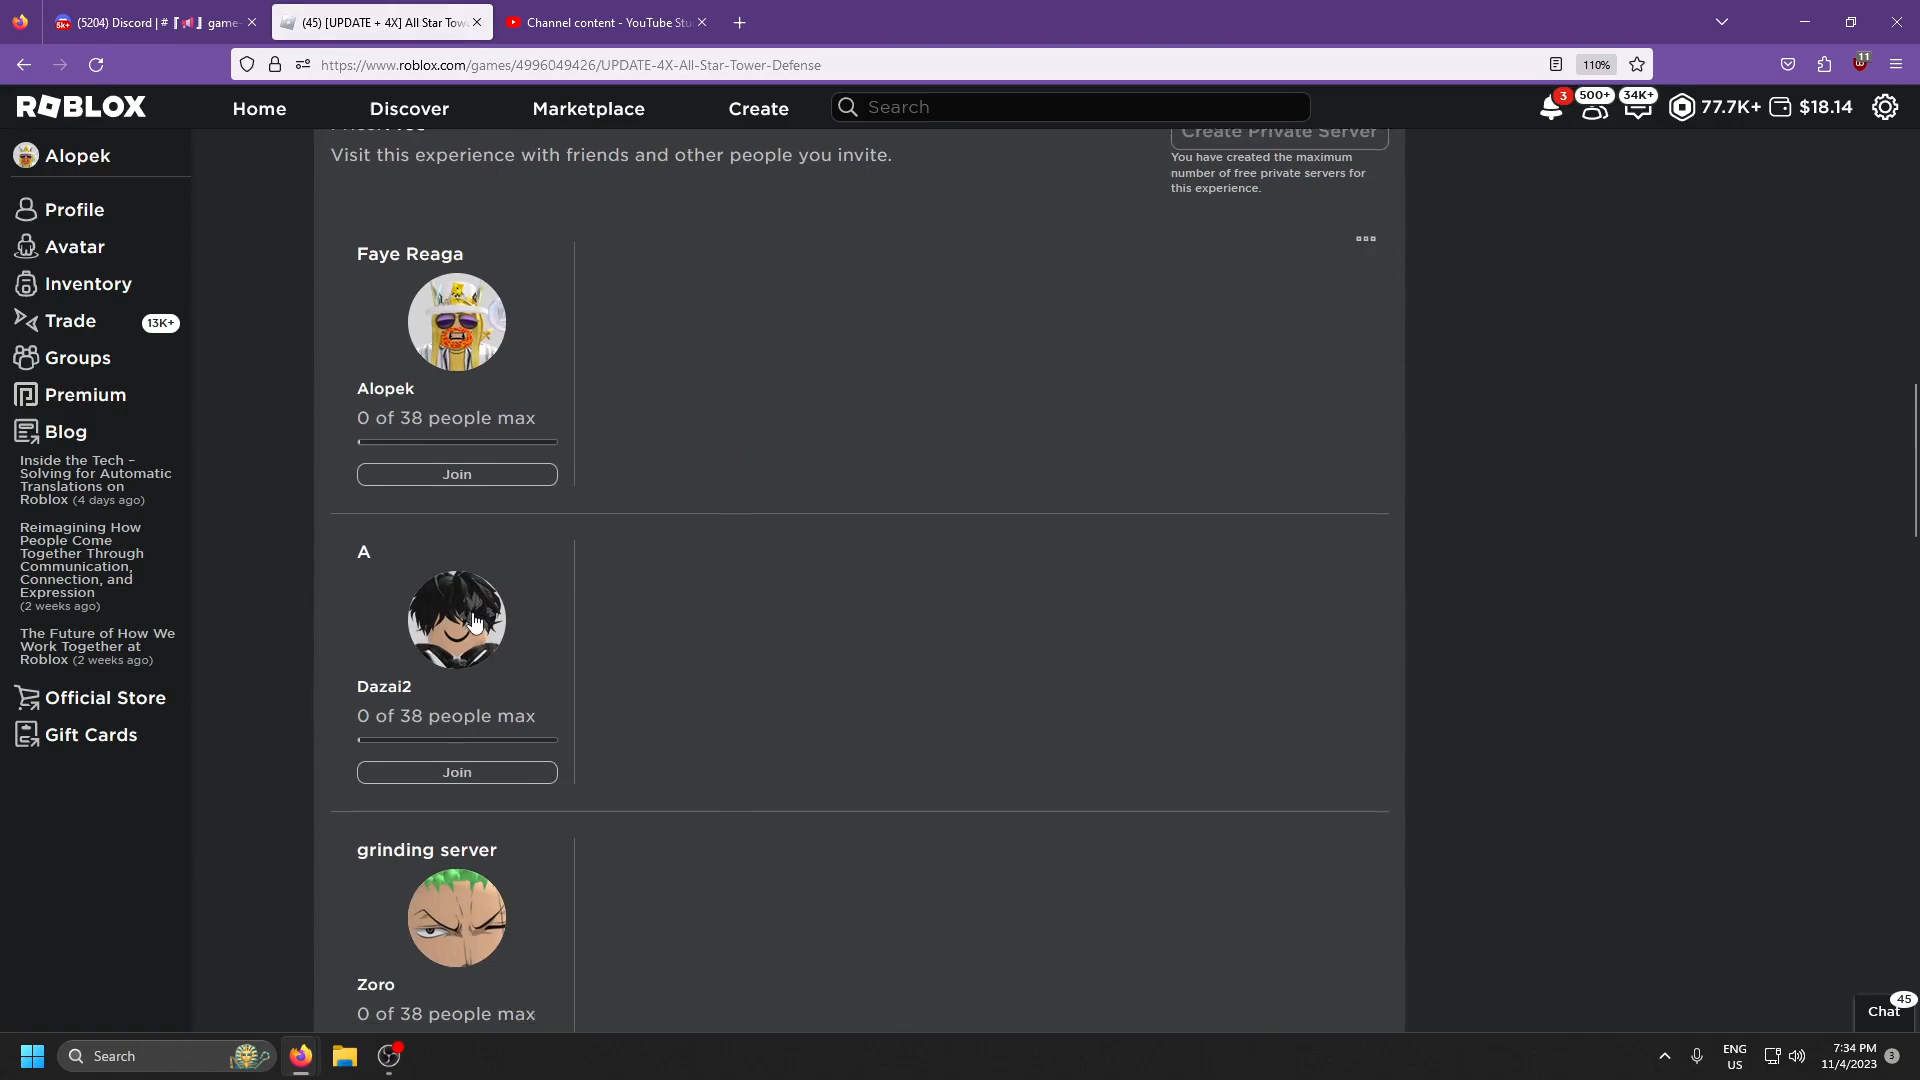 (5204) Discord | # 『📢』game-
(45) [UPDATE + 4X] All Star Tow
Channel content - YouTube Stu
https://www.roblox.com/games/4996049426/UPDATE-4X-All-Star-Tower-Defense
110%
11
ROBLOX
Home
Discover
Marketplace
Create
Search
3
500+
34K+
77.7K+
$18.14
Alopek
Profile
Avatar
Inventory
Trade
13K+
Groups
Premium
Blog
Inside the Tech –
Solving for Automatic
Translations on
Roblox (4 days ago)
Reimagining How
People Come
Together Through
Communication,
Connection, and
Expression
(2 weeks ago)
The Future of How We
Work Together at
Roblox (2 weeks ago)
Official Store
Gift Cards
Visit this experience with friends and other people you invite.
Create Private Server
You have created the maximum
number of free private servers for
this experience.
Faye Reaga
Alopek
0 of 38 people max
Join
A
Dazai2
0 of 38 people max
Join
grinding server
Zoro
0 of 38 people max
Chat
45
Search
ENG
US
7:34 PM
11/4/2023
3